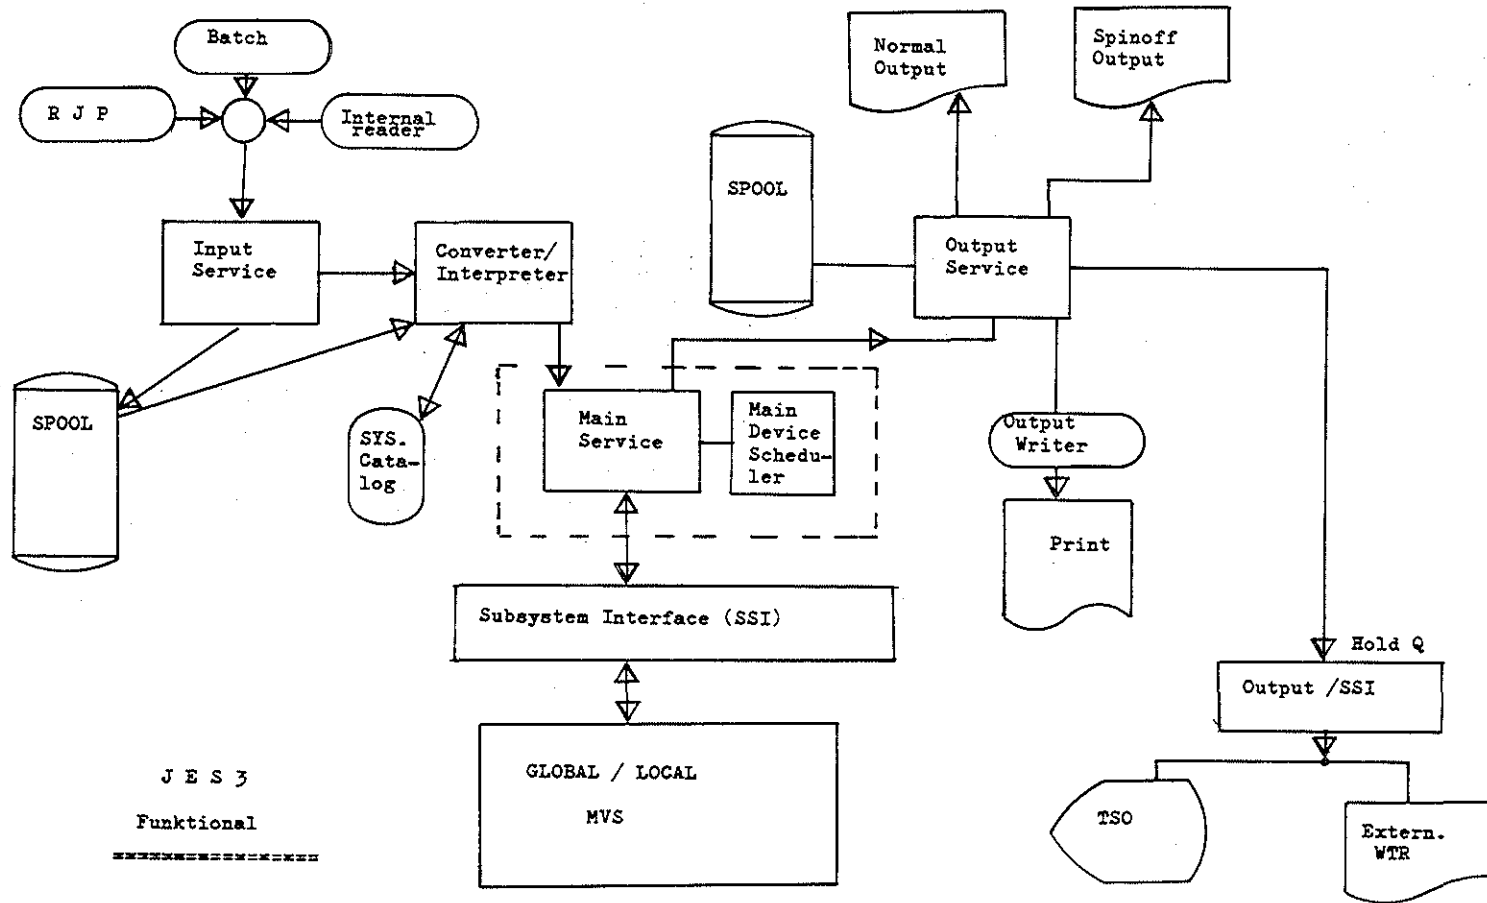 Batch
R J P
Internal
reader
Input
Service
Converter/
Interpreter
SPOOL
SYS.
Cata-
log
Main
Service
Main
Device
Schedu-
ler
Subsystem Interface (SSI)
GLOBAL / LOCAL
MVS
SPOOL
Normal
Output
Spinoff
Output
Output
Service
Output
Writer
Print
Hold Q
Output /SSI
TSO
Extern.
WTR
J E S 3
Funktional
==================